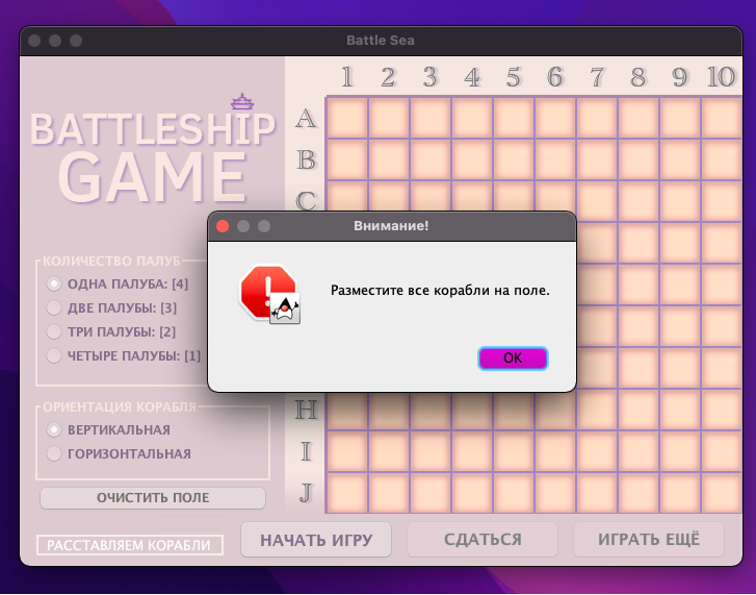 Battle Sea
BATTLESHIP
GAME
1 2 3 4 5 6 7 8 9 10
A
B
C
Внимание!
Разместите все корабли на поле.
OK
КОЛИЧЕСТВО ПАЛУБ
ОДНА ПАЛУБА: [4]
ДВЕ ПАЛУБЫ: [3]
ТРИ ПАЛУБЫ: [2]
ЧЕТЫРЕ ПАЛУБЫ: [1]
ОРИЕНТАЦИЯ КОРАБЛЯ
ВЕРТИКАЛЬНАЯ
ГОРИЗОНТАЛЬНАЯ
H
I
J
ОЧИСТИТЬ ПОЛЕ
РАССТАВЛЯЕМ КОРАБЛИ
НАЧАТЬ ИГРУ
СДАТЬСЯ
ИГРАТЬ ЕЩЁ